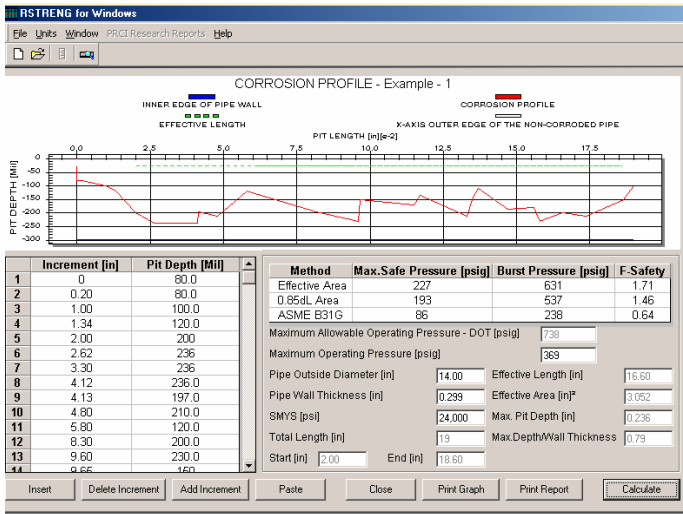 RSTRENG for Windows
File Units Window PRCI Research Reports Help
CORROSION PROFILE - Example - 1
INNER EDGE OF PIPE WALL
CORROSION PROFILE
EFFECTIVE LENGTH
X-AXIS OUTER EDGE OF THE NON-CORRODED PIPE
PIT LENGTH [in][e-2]
0,0 2,5 5,0 7,5 10,0 12,5 15,0 17,5
PIT DEPTH [Mil]
0
-50
-100
-150
-200
-250
-300
Increment [in] Pit Depth [Mil]
1 0 80.0
2 0.20 80.0
3 1.00 100.0
4 1.34 120.0
5 2.00 200
6 2.62 236
7 3.30 236
8 4.12 236.0
9 4.13 197.0
10 4.80 210.0
11 5.80 120.0
12 8.30 200.0
13 9.60 230.0
14 9.65 150
Method Max.Safe Pressure [psig] Burst Pressure [psig] F-Safety
Effective Area 227 631 1.71
0.85dL Area 193 537 1.46
ASME B31G 86 238 0.64
Maximum Allowable Operating Pressure - DOT [psig] 738
Maximum Operating Pressure [psig] 369
Pipe Outside Diameter [in] 14.00 Effective Length [in] 16.60
Pipe Wall Thickness [in] 0.299 Effective Area [in]² 3.052
SMYS [psi] 24,000 Max. Pit Depth [in] 0.236
Total Length [in] 19 Max.Depth/Wall Thickness 0.79
Start [in] 2.00 End [in] 18.60
Insert Delete Increment Add Increment Paste Close Print Graph Print Report Calculate